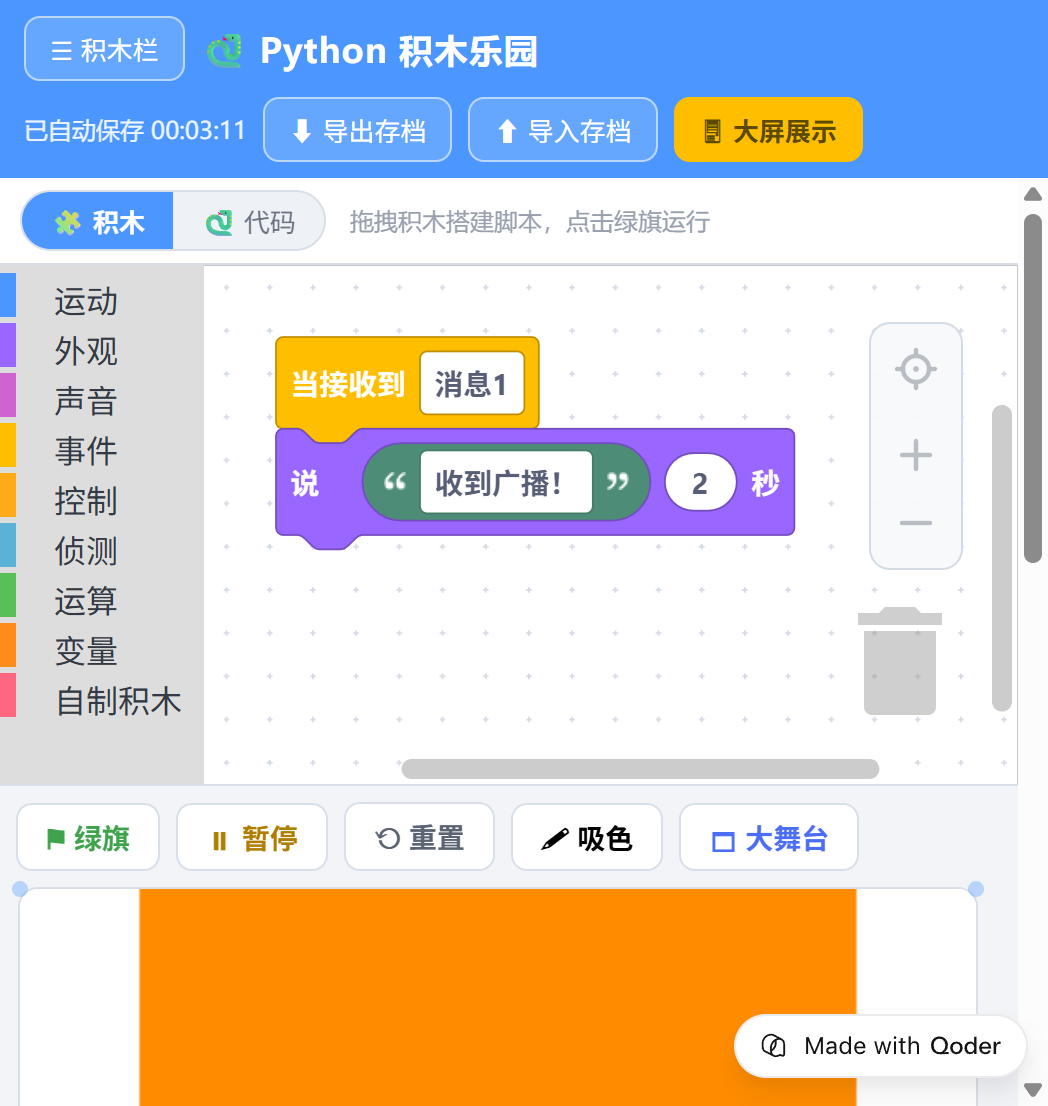 ☰ 积木栏
Python 积木乐园
已自动保存 00:03:11
⬇ 导出存档
⬆ 导入存档
大屏展示
积木
代码
拖拽积木搭建脚本，点击绿旗运行
运动
外观
声音
事件
控制
侦测
运算
变量
自制积木
当接收到 消息1
说 “ 收到广播！ ” 2 秒
绿旗
暂停
重置
吸色
大舞台
Made with Qoder